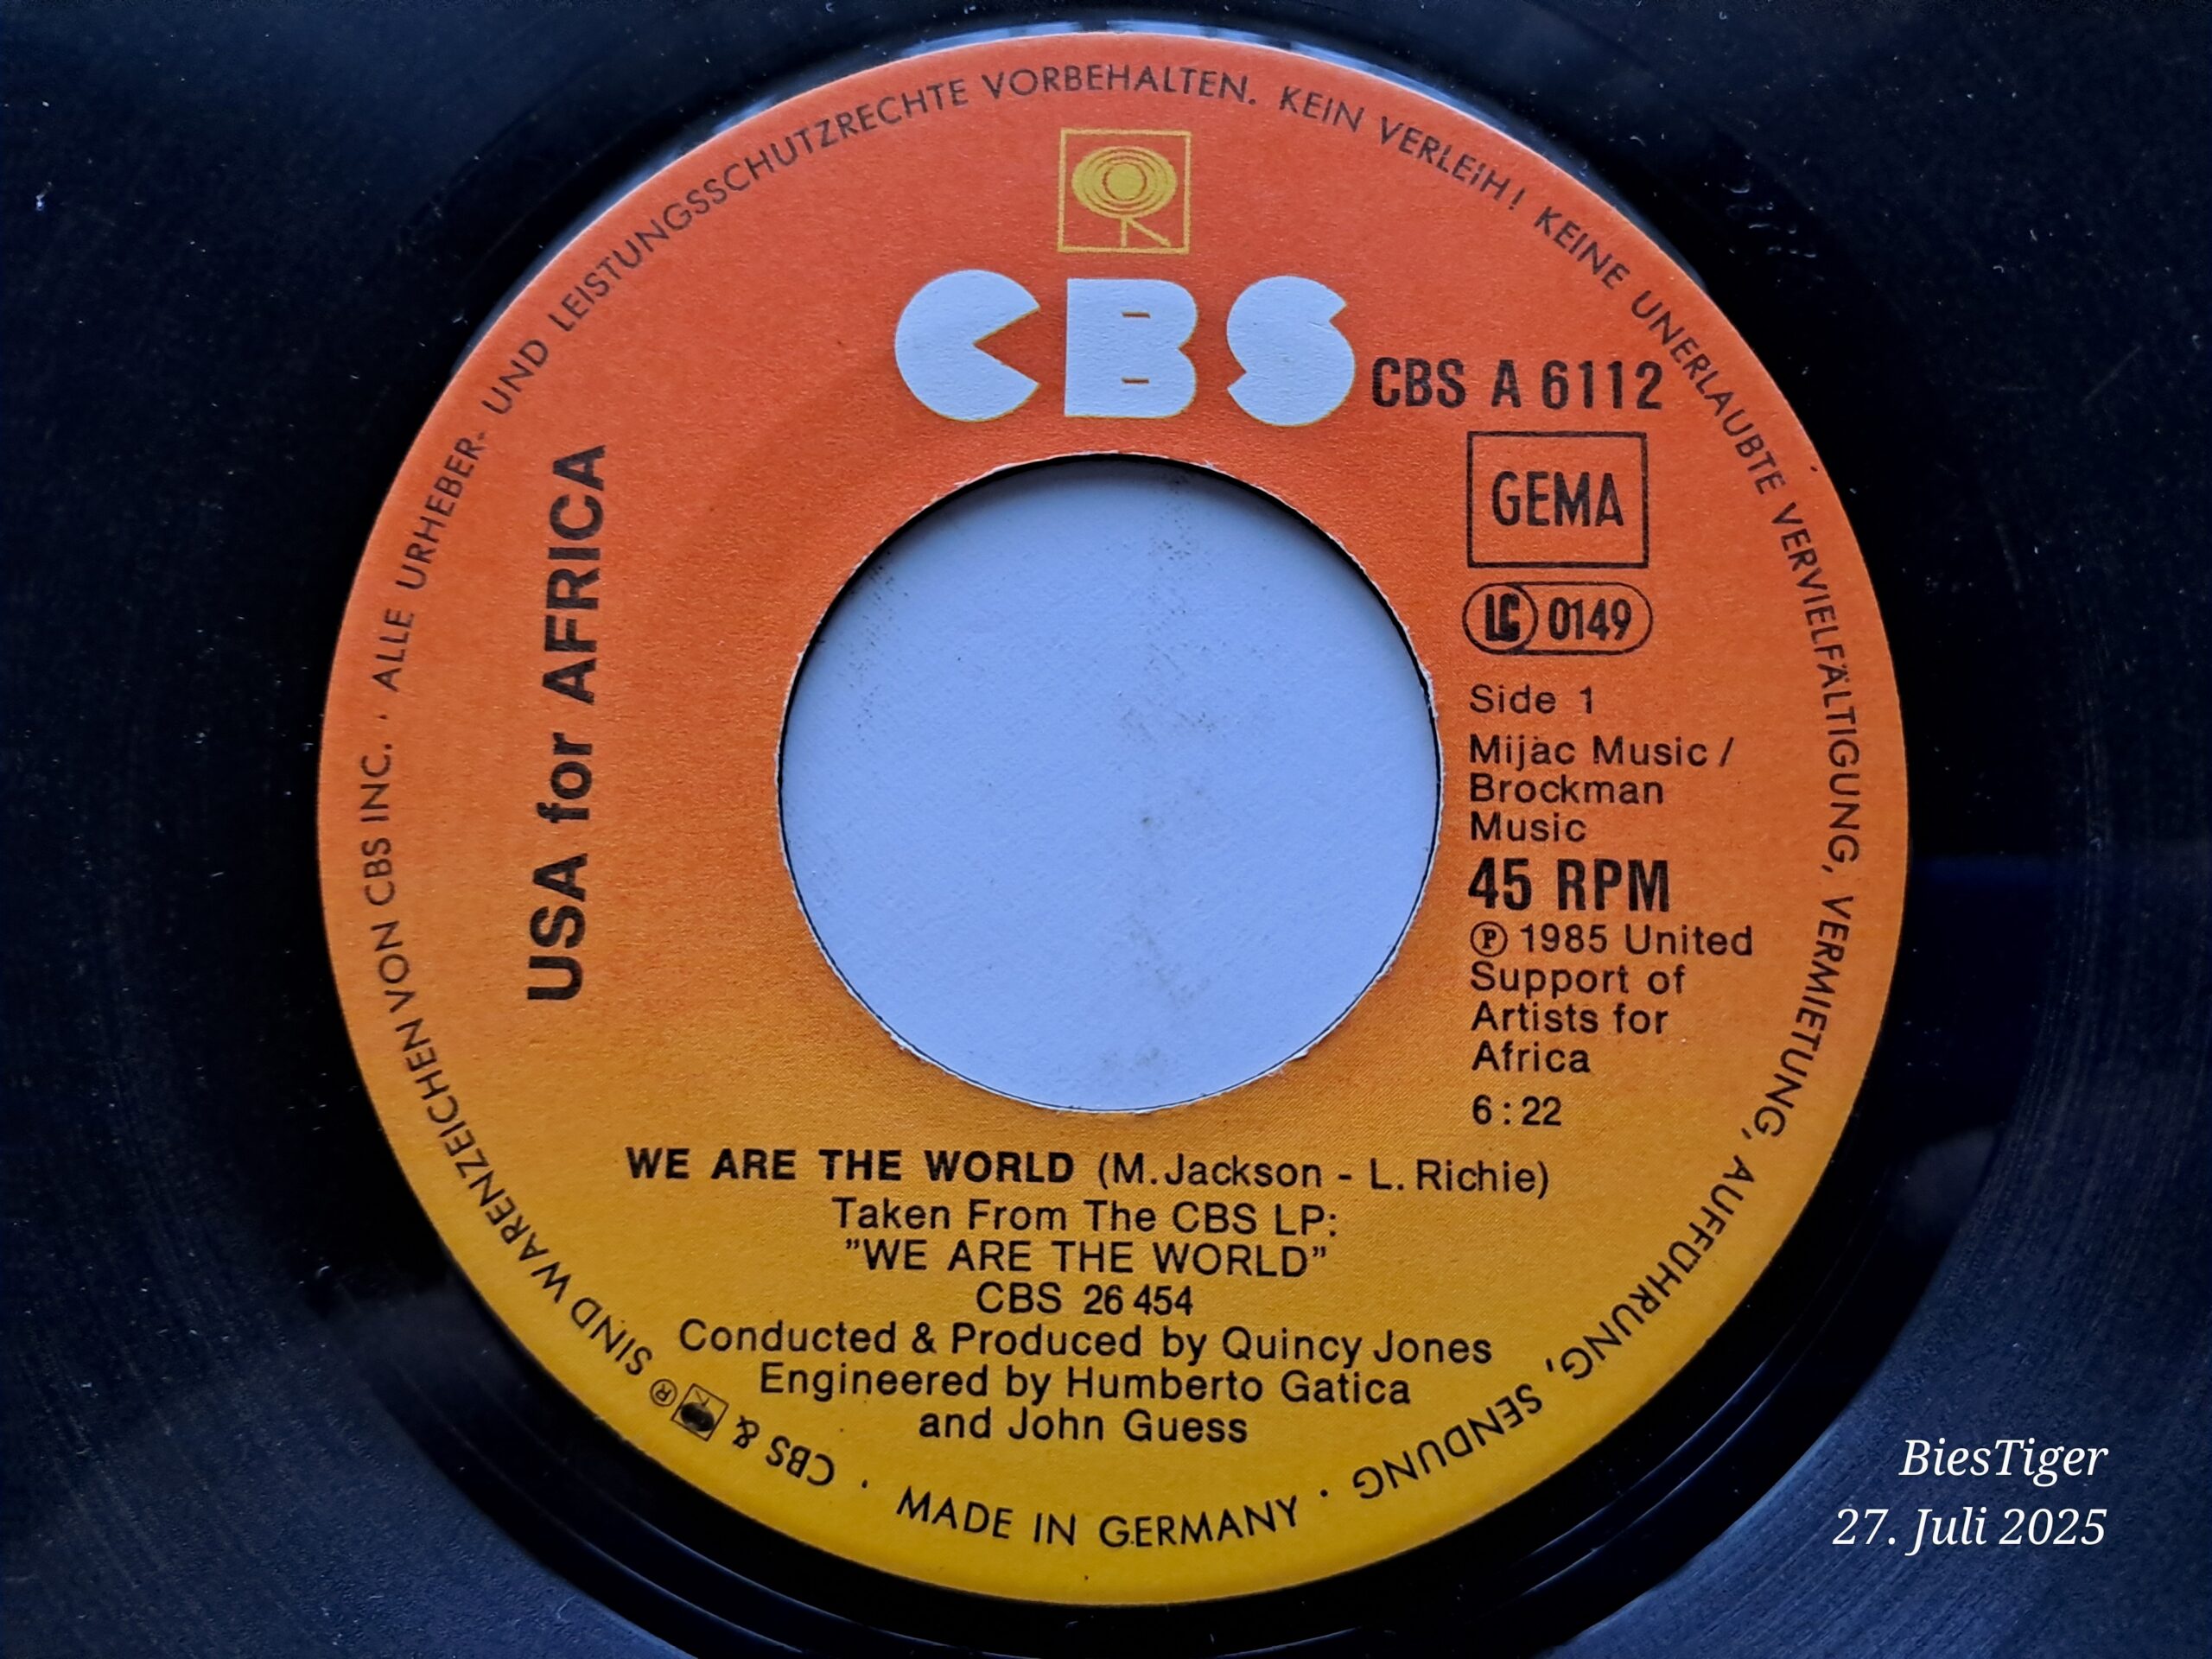 ALLE URHEBER- UND LEISTUNGSSCHUTZRECHTE VORBEHALTEN. KEIN VERLEIH! KEINE UNERLAUBTE VERVIELFÄLTIGUNG, VERMIETUNG, AUFFÜHRUNG, SENDUNG · MADE IN GERMANY · CBS & ® SIND WARENZEICHEN VON CBS INC. ·
CBS
CBS A 6112
GEMA
LC 0149
USA for AFRICA
Side 1
Mijac Music /
Brockman
Music
45 RPM
Ⓟ 1985 United
Support of
Artists for
Africa
6:22
WE ARE THE WORLD (M. Jackson - L. Richie)
Taken From The CBS LP:
"WE ARE THE WORLD"
CBS 26 454
Conducted & Produced by Quincy Jones
Engineered by Humberto Gatica
and John Guess
BiesTiger
27. Juli 2025